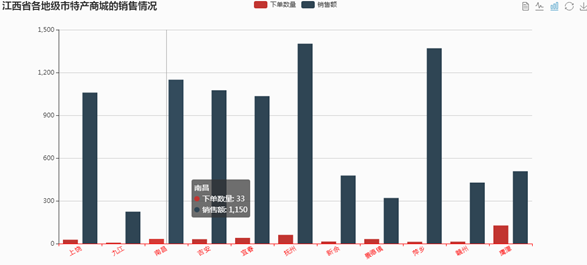 江西省各地级市特产商城的销售情况
下单数量 销售额
1,500
1,200
900
600
300
0
南昌
下单数量: 33
销售额: 1,150
上饶 九江 南昌 吉安 宜春 抚州 新余 景德镇 萍乡 赣州 鹰潭